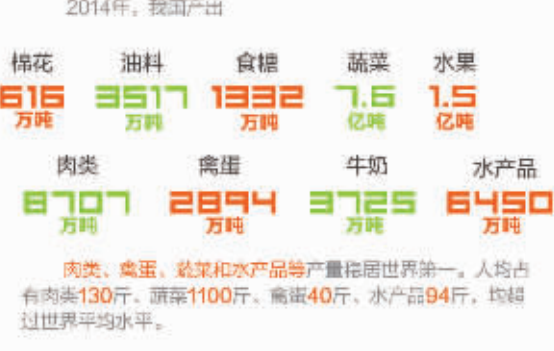 2014年，我国产出
棉花 油料 食糖 蔬菜 水果
616 3517 1332 7.6 1.5
万吨 万吨 万吨 亿吨 亿吨
肉类 禽蛋 牛奶 水产品
8707 2894 3725 6450
万吨 万吨 万吨 万吨
肉类、禽蛋、蔬菜和水产品等产量稳居世界第一。人均占
有肉类130斤、蔬菜1100斤、禽蛋40斤、水产品94斤，均超
过世界平均水平。